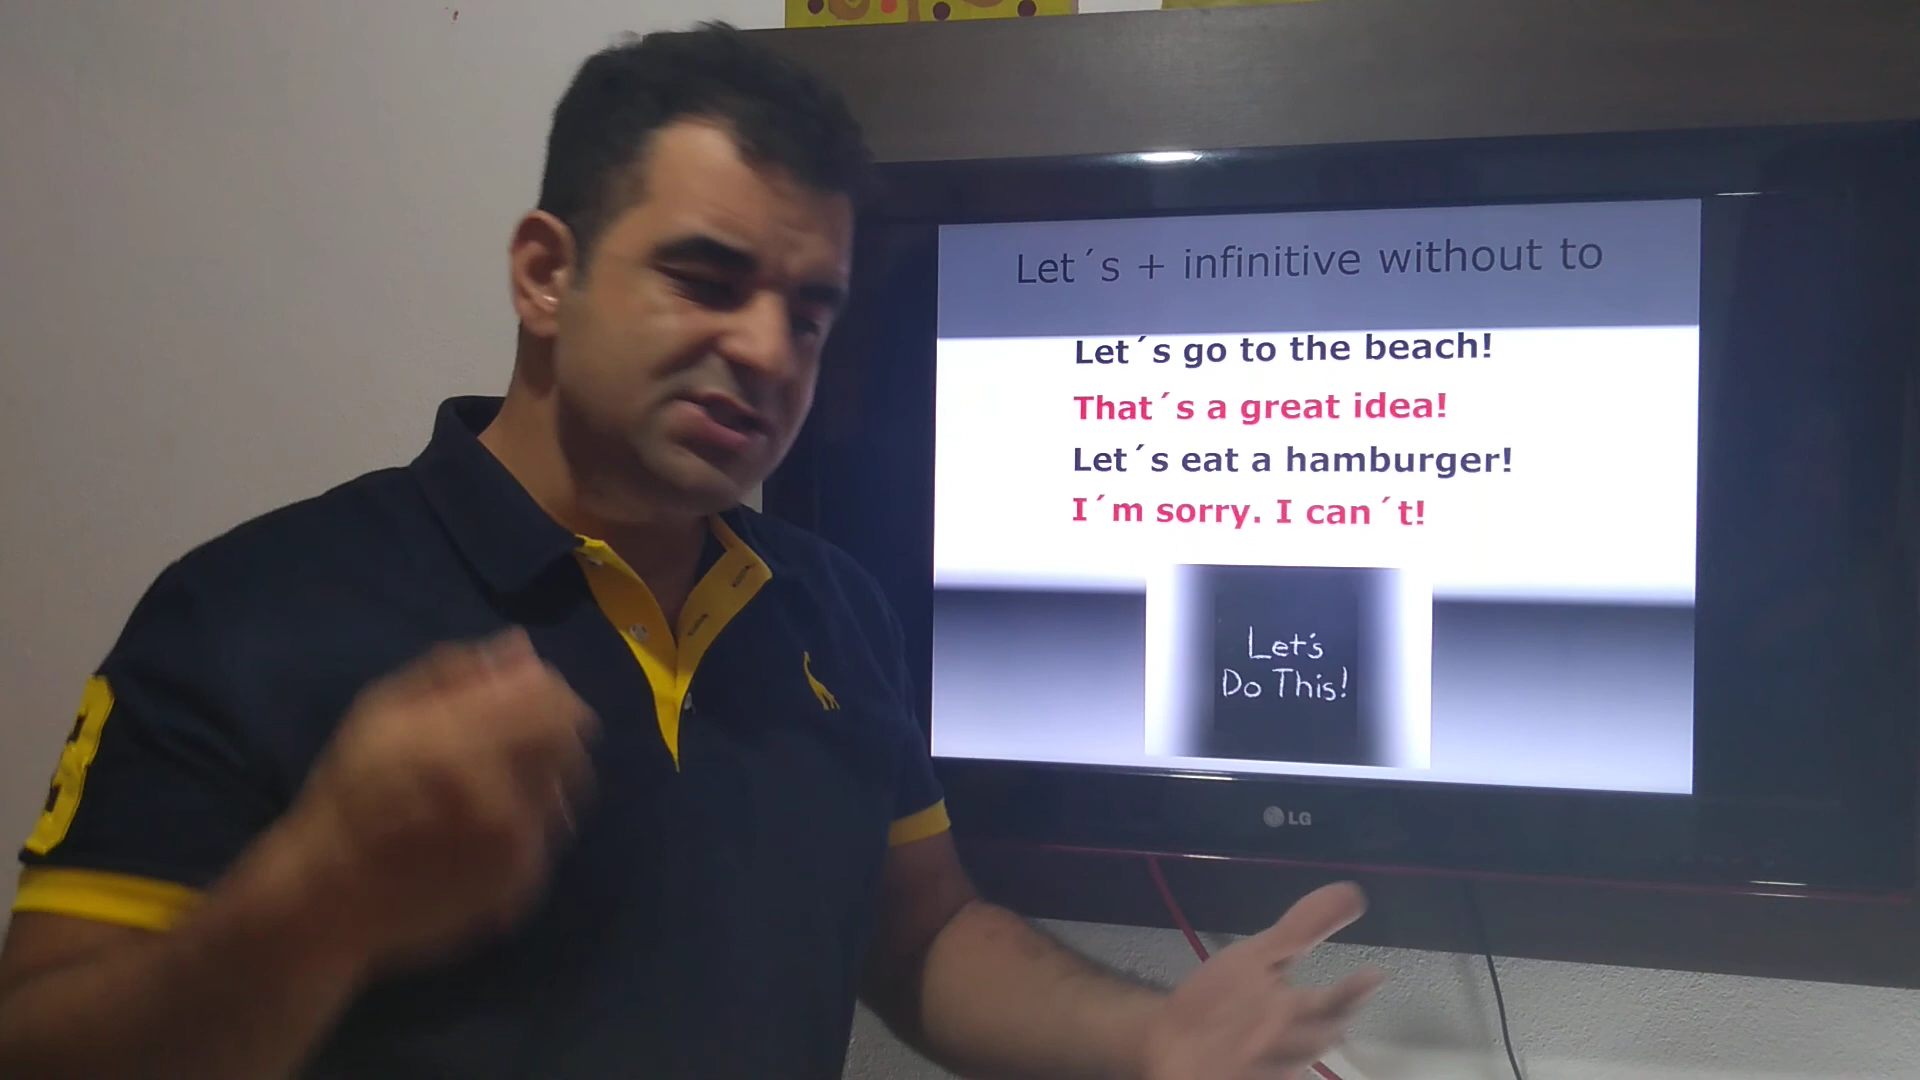 Let´s + infinitive without to
Let´s go to the beach!
That´s a great idea!
Let´s eat a hamburger!
I´m sorry. I can´t!
Let's
Do This!
LG
3